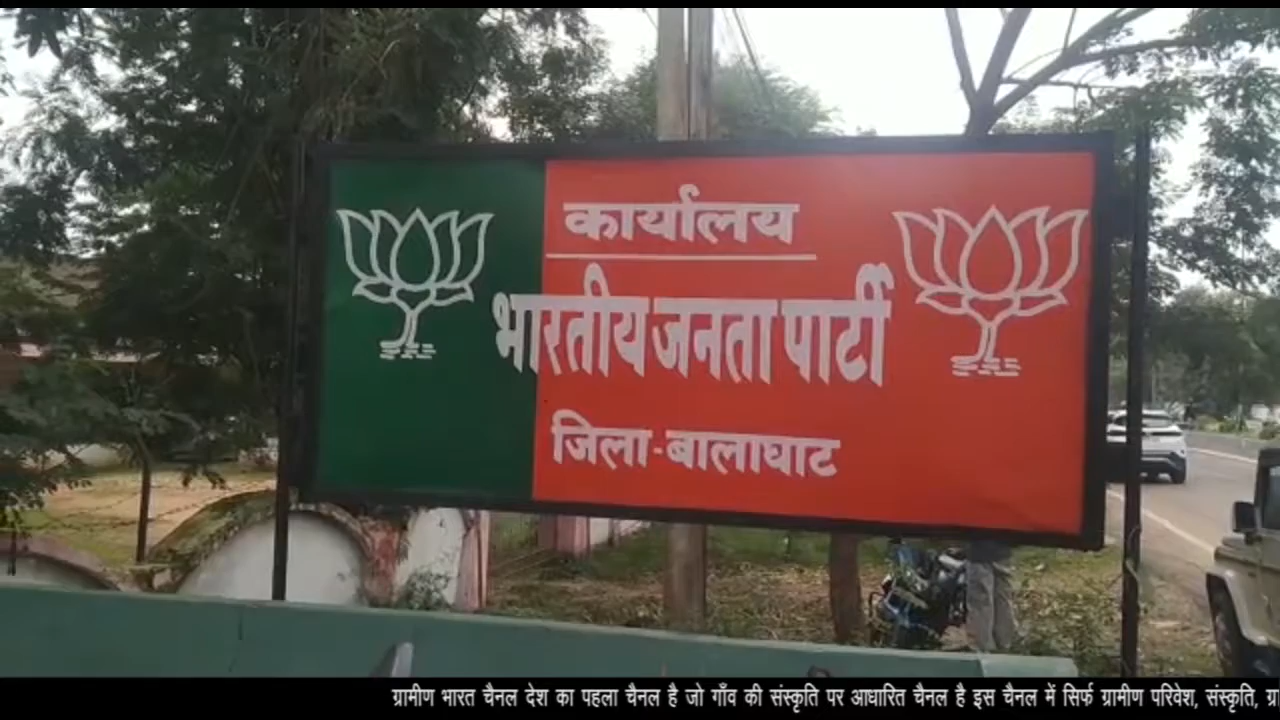 कार्यालय
भारतीय जनता पार्टी
जिला-बालाघाट
ग्रामीण भारत चैनल देश का पहला चैनल है जो गाँव की संस्कृति पर आधारित चैनल है इस चैनल में सिर्फ ग्रामीण परिवेश, संस्कृति,